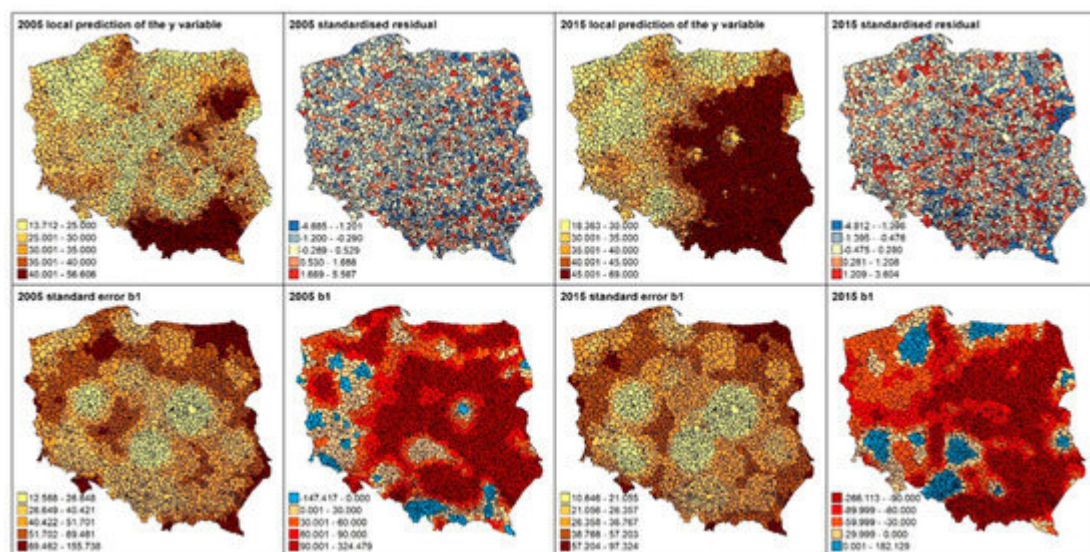 2005 local prediction of the y variable
13.712 - 25.000
25.001 - 30.000
30.001 - 35.000
35.001 - 40.000
40.001 - 56.606
2005 standardised residual
-4.685 - -1.201
-1.200 - -0.290
-0.289 - 0.529
0.530 - 1.688
1.689 - 5.567
2015 local prediction of the y variable
18.363 - 30.000
30.001 - 35.000
35.001 - 40.000
40.001 - 45.000
45.001 - 69.000
2015 standardised residual
-4.812 - -1.396
-1.395 - -0.476
-0.475 - 0.280
0.281 - 1.208
1.209 - 3.604
2005 standard error b1
12.568 - 26.648
26.649 - 40.421
40.422 - 51.701
51.702 - 69.461
69.462 - 155.738
2005 b1
-147.417 - 0.000
0.001 - 30.000
30.001 - 60.000
60.001 - 90.000
90.001 - 324.479
2015 standard error b1
10.646 - 21.055
21.056 - 26.357
26.358 - 36.767
36.768 - 57.203
57.204 - 97.324
2015 b1
-266.113 - -90.000
-89.999 - -60.000
-59.999 - -30.000
-29.999 - 0.000
0.001 - 182.129